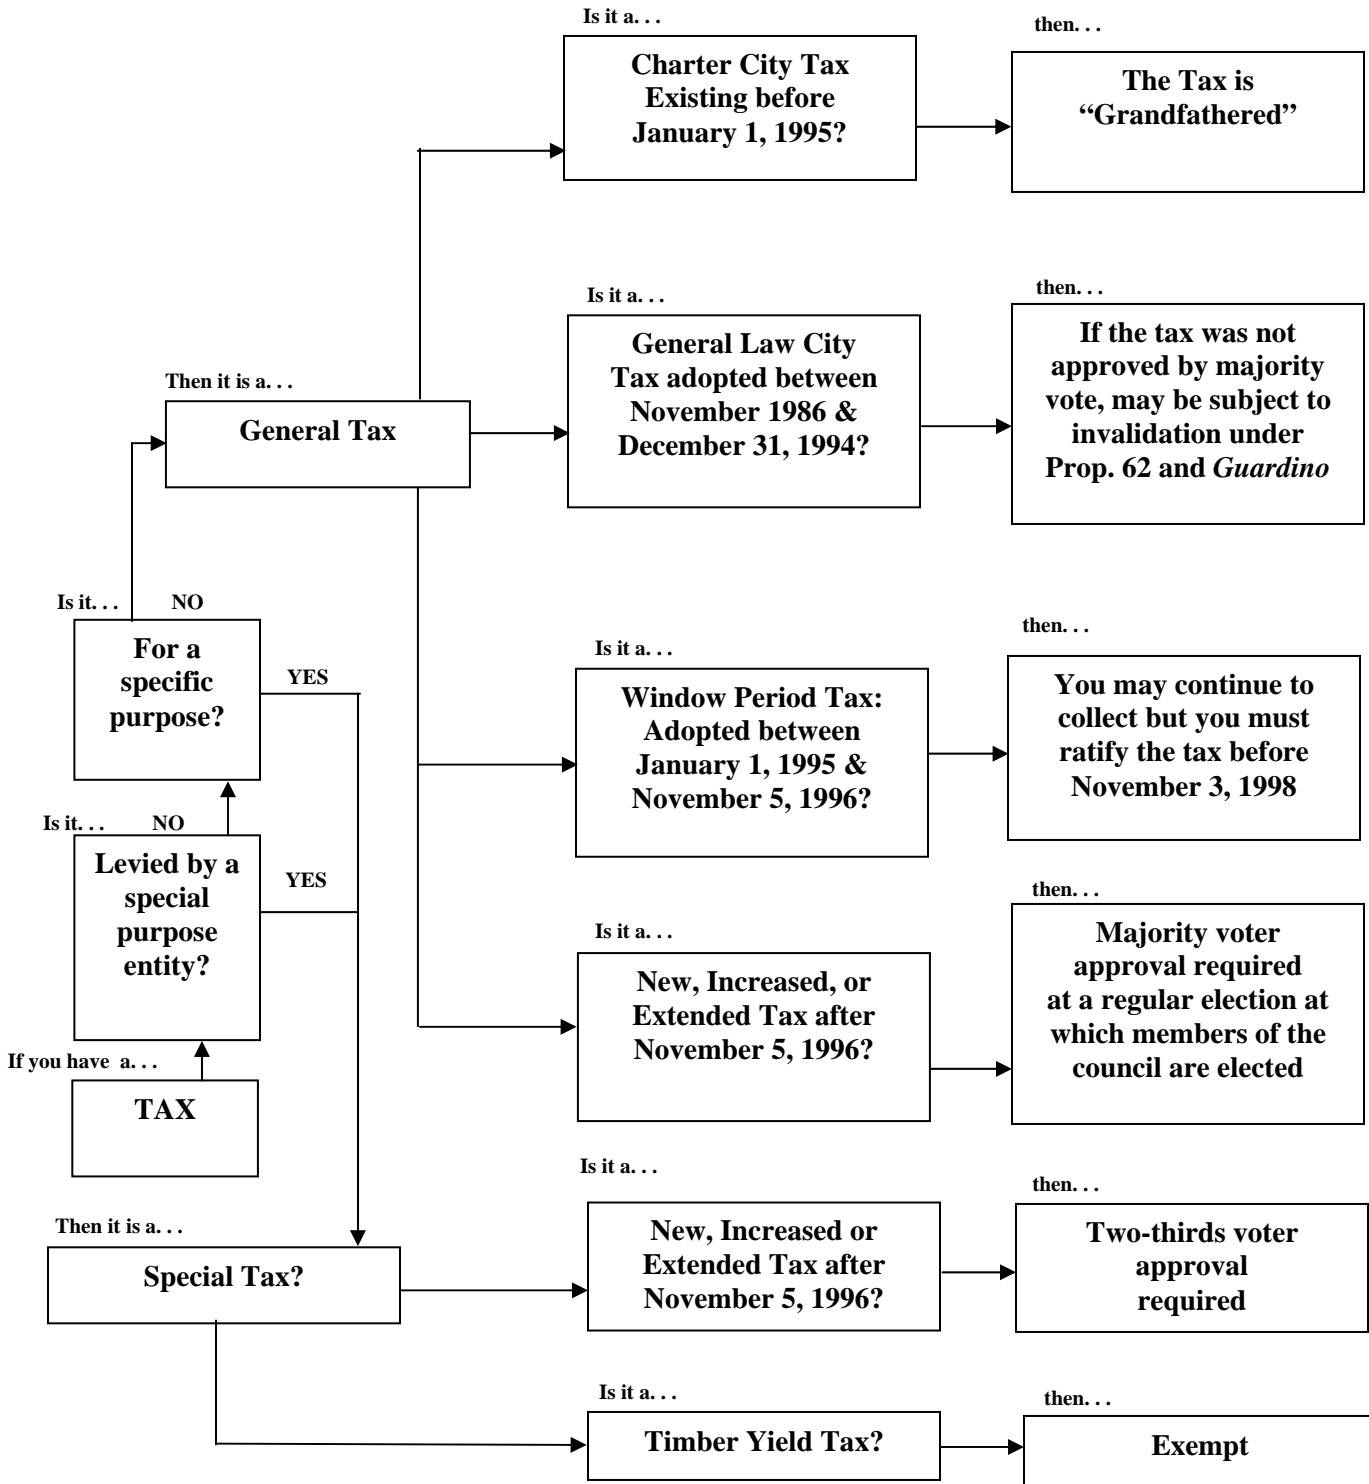 Is it a. . .
Charter City Tax
Existing before
January 1, 1995?
then. . .
The Tax is
“Grandfathered”
Is it a. . .
General Law City
Tax adopted between
November 1986 &
December 31, 1994?
then. . .
If the tax was not
approved by majority
vote, may be subject to
invalidation under
Prop. 62 and Guardino
Then it is a. . .
General Tax
Is it. . .
NO
For a
specific
purpose?
YES
Is it a. . .
Window Period Tax:
Adopted between
January 1, 1995 &
November 5, 1996?
then. . .
You may continue to
collect but you must
ratify the tax before
November 3, 1998
Is it. . .
NO
Levied by a
special
purpose
entity?
YES
Is it a. . .
New, Increased, or
Extended Tax after
November 5, 1996?
then. . .
Majority voter
approval required
at a regular election at
which members of the
council are elected
If you have a. . .
TAX
Then it is a. . .
Special Tax?
Is it a. . .
New, Increased or
Extended Tax after
November 5, 1996?
then. . .
Two-thirds voter
approval
required
Is it a. . .
Timber Yield Tax?
then. . .
Exempt